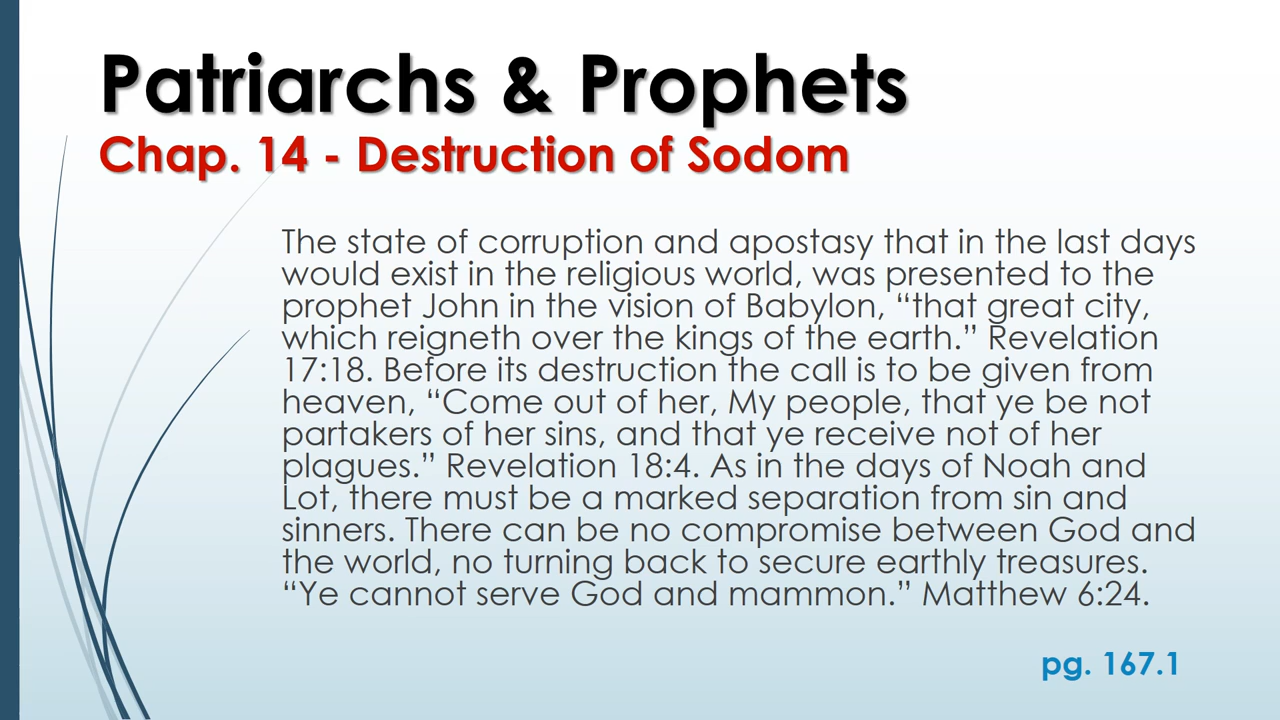 Patriarchs & Prophets
Chap. 14 - Destruction of Sodom
The state of corruption and apostasy that in the last days
would exist in the religious world, was presented to the
prophet John in the vision of Babylon, “that great city,
which reigneth over the kings of the earth.” Revelation
17:18. Before its destruction the call is to be given from
heaven, “Come out of her, My people, that ye be not
partakers of her sins, and that ye receive not of her
plagues.” Revelation 18:4. As in the days of Noah and
Lot, there must be a marked separation from sin and
sinners. There can be no compromise between God and
the world, no turning back to secure earthly treasures.
“Ye cannot serve God and mammon.” Matthew 6:24.
pg. 167.1